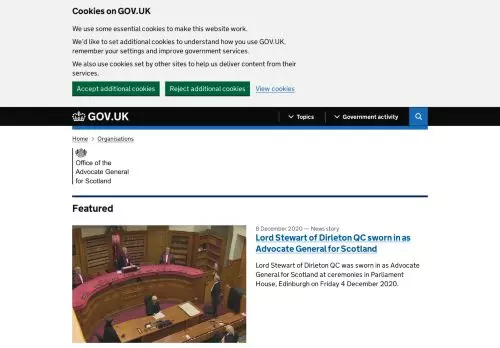 Cookies on GOV.UK
We use some essential cookies to make this website work.
We'd like to set additional cookies to understand how you use GOV.UK,
remember your settings and improve government services.
We also use cookies set by other sites to help us deliver content from their
services.
Accept additional cookies Reject additional cookies View cookies
GOV.UK Topics Government activity
Home Organisations
Office of the
Advocate General
for Scotland
Featured
8 December 2020 — News story
Lord Stewart of Dirleton QC sworn in as
Advocate General for Scotland
Lord Stewart of Dirleton QC was sworn in as Advocate
General for Scotland at ceremonies in Parliament
House, Edinburgh on Friday 4 December 2020.